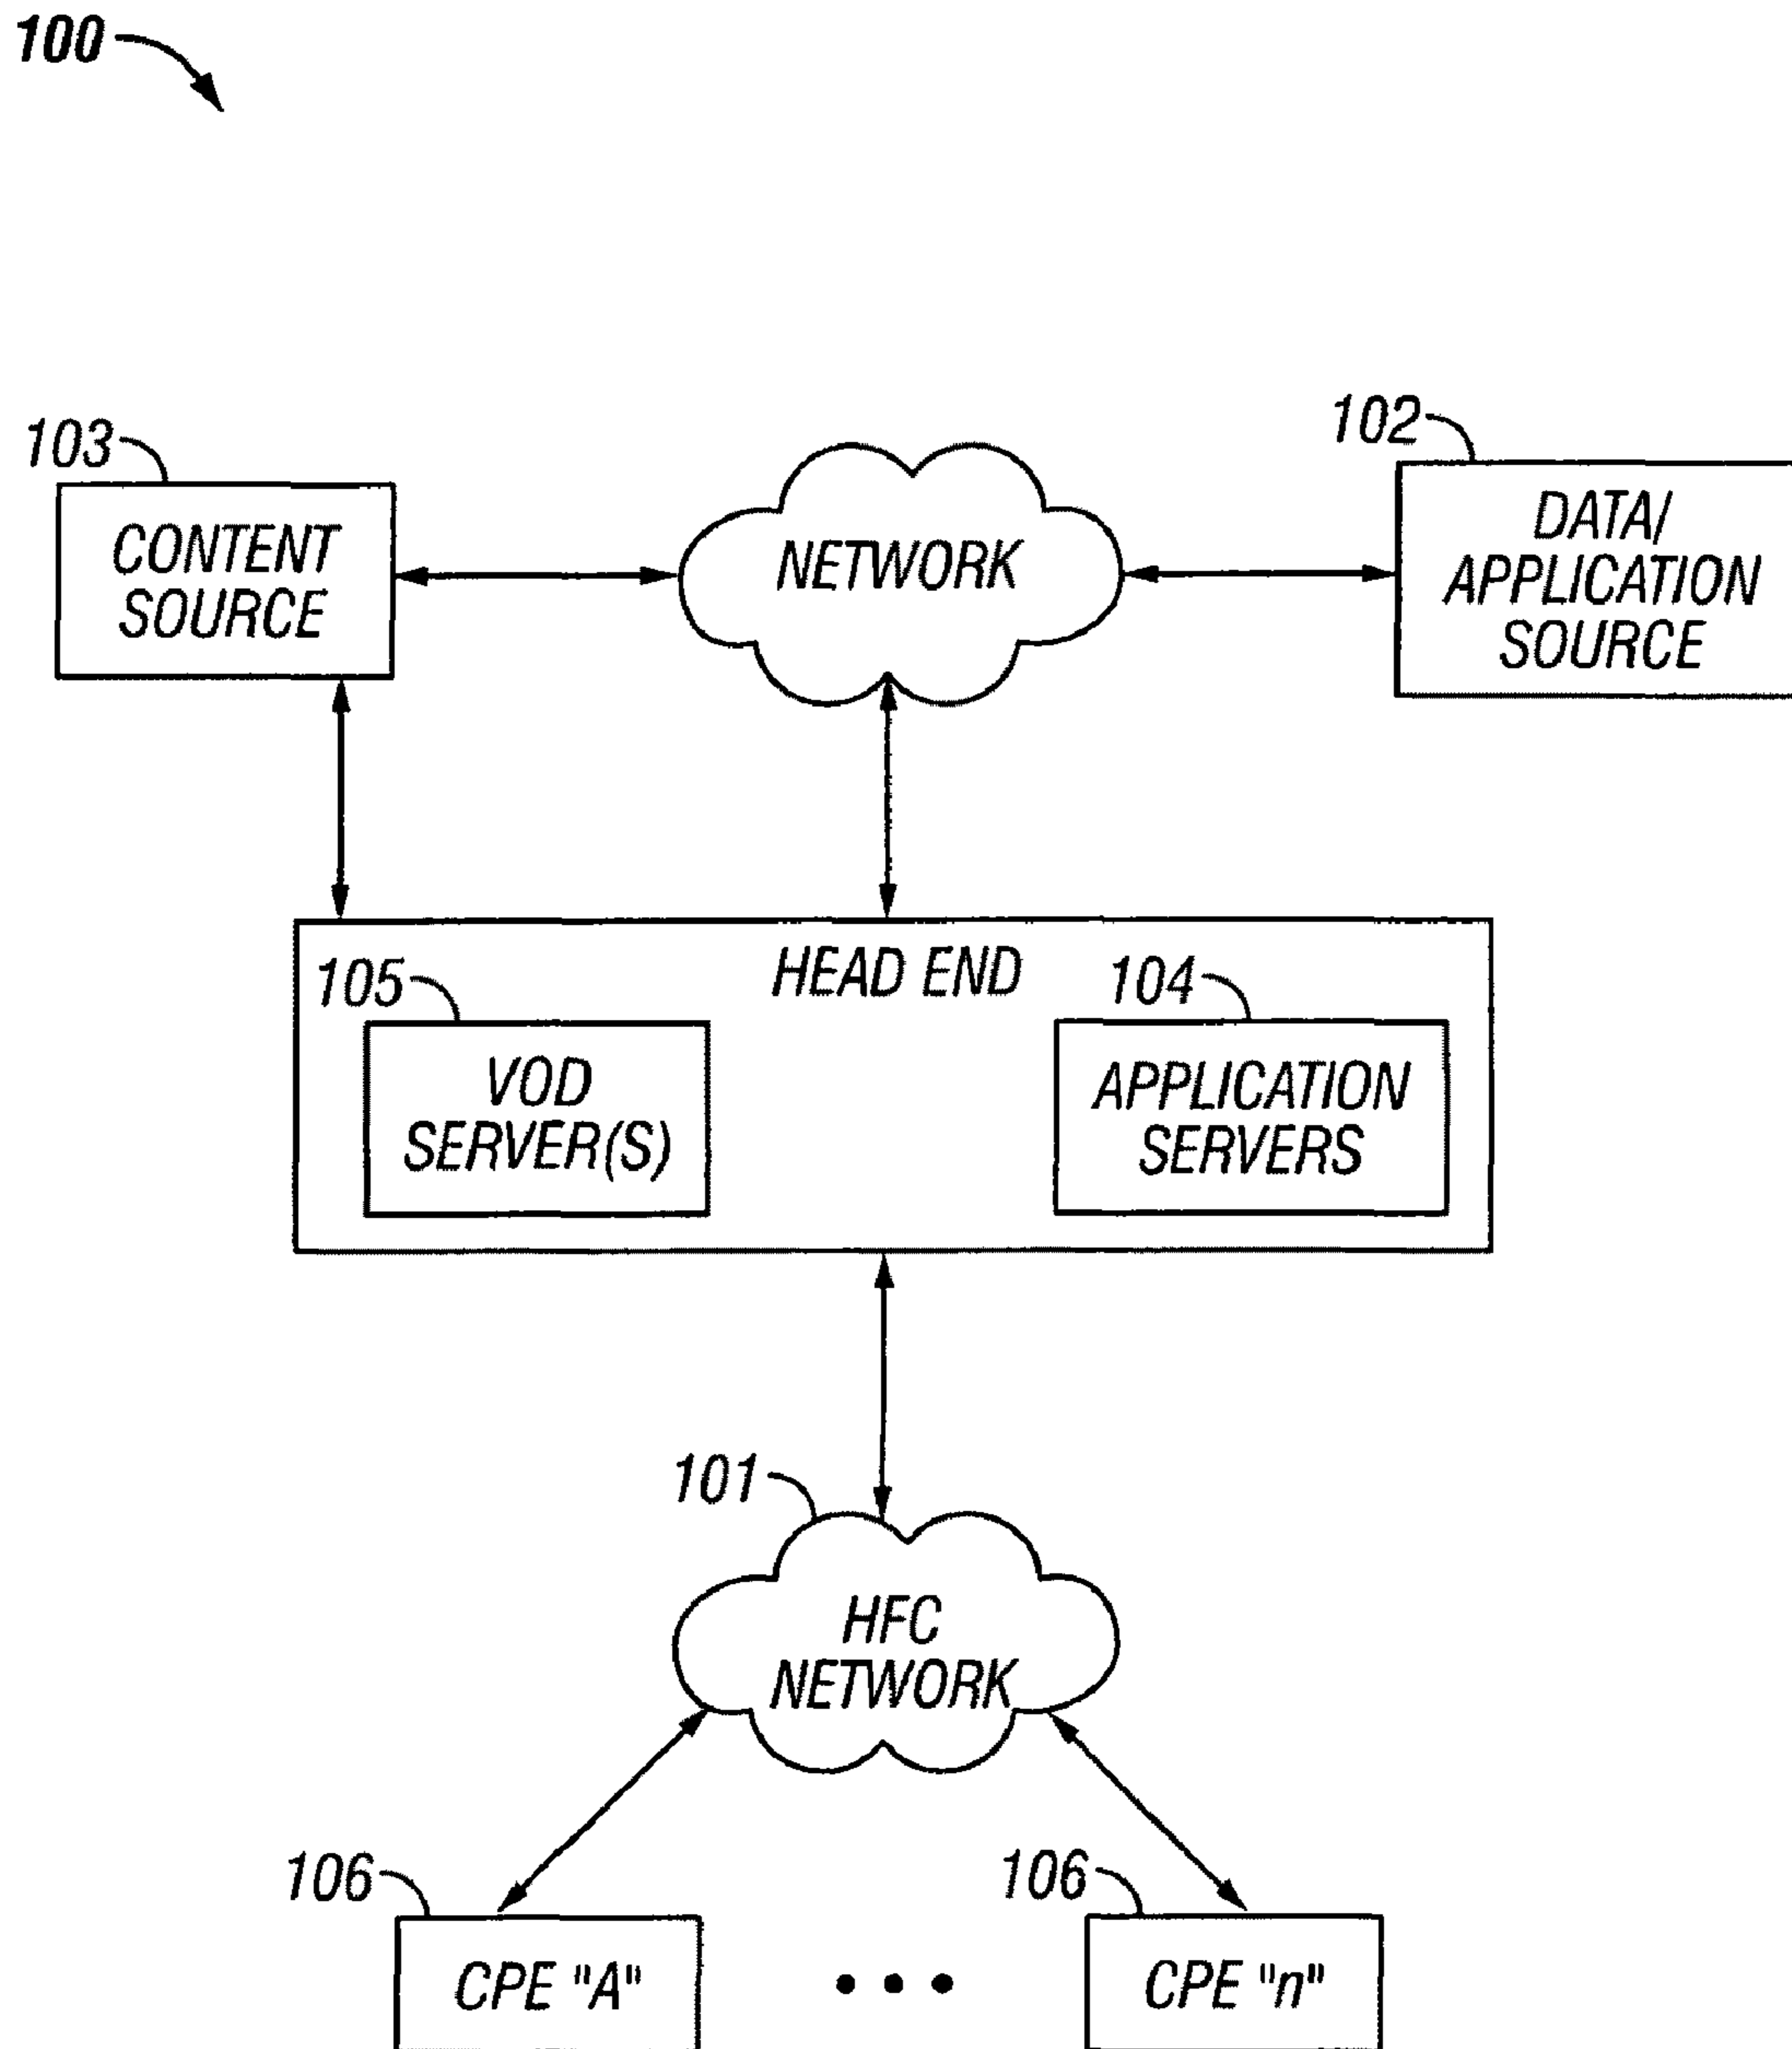 100
103
102
CONTENT
SOURCE
NETWORK
DATA/
APPLICATION
SOURCE
HEAD END
105
104
VOD
SERVER(S)
APPLICATION
SERVERS
101
HFC
NETWORK
106
106
CPE "A"
• • •
CPE "n"